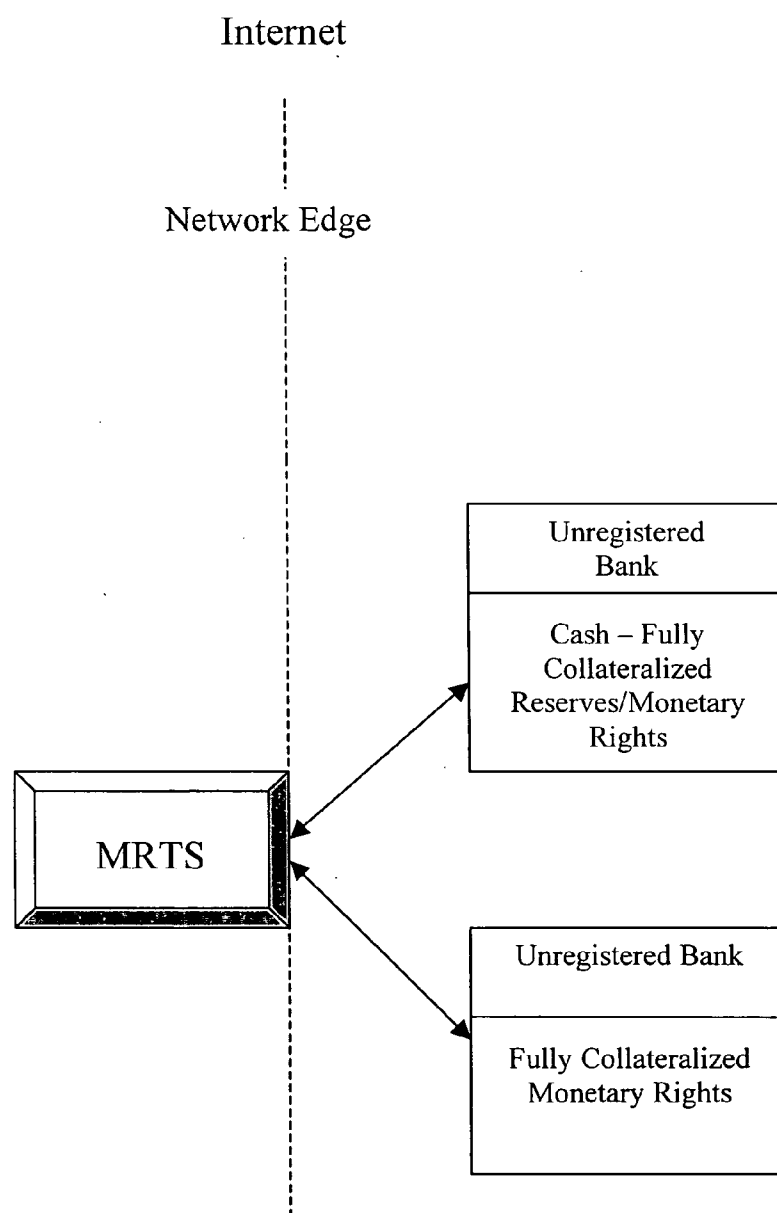 Internet
Network Edge
Unregistered
Bank
Cash – Fully
Collateralized
Reserves/Monetary
Rights
MRTS
Unregistered Bank
Fully Collateralized
Monetary Rights